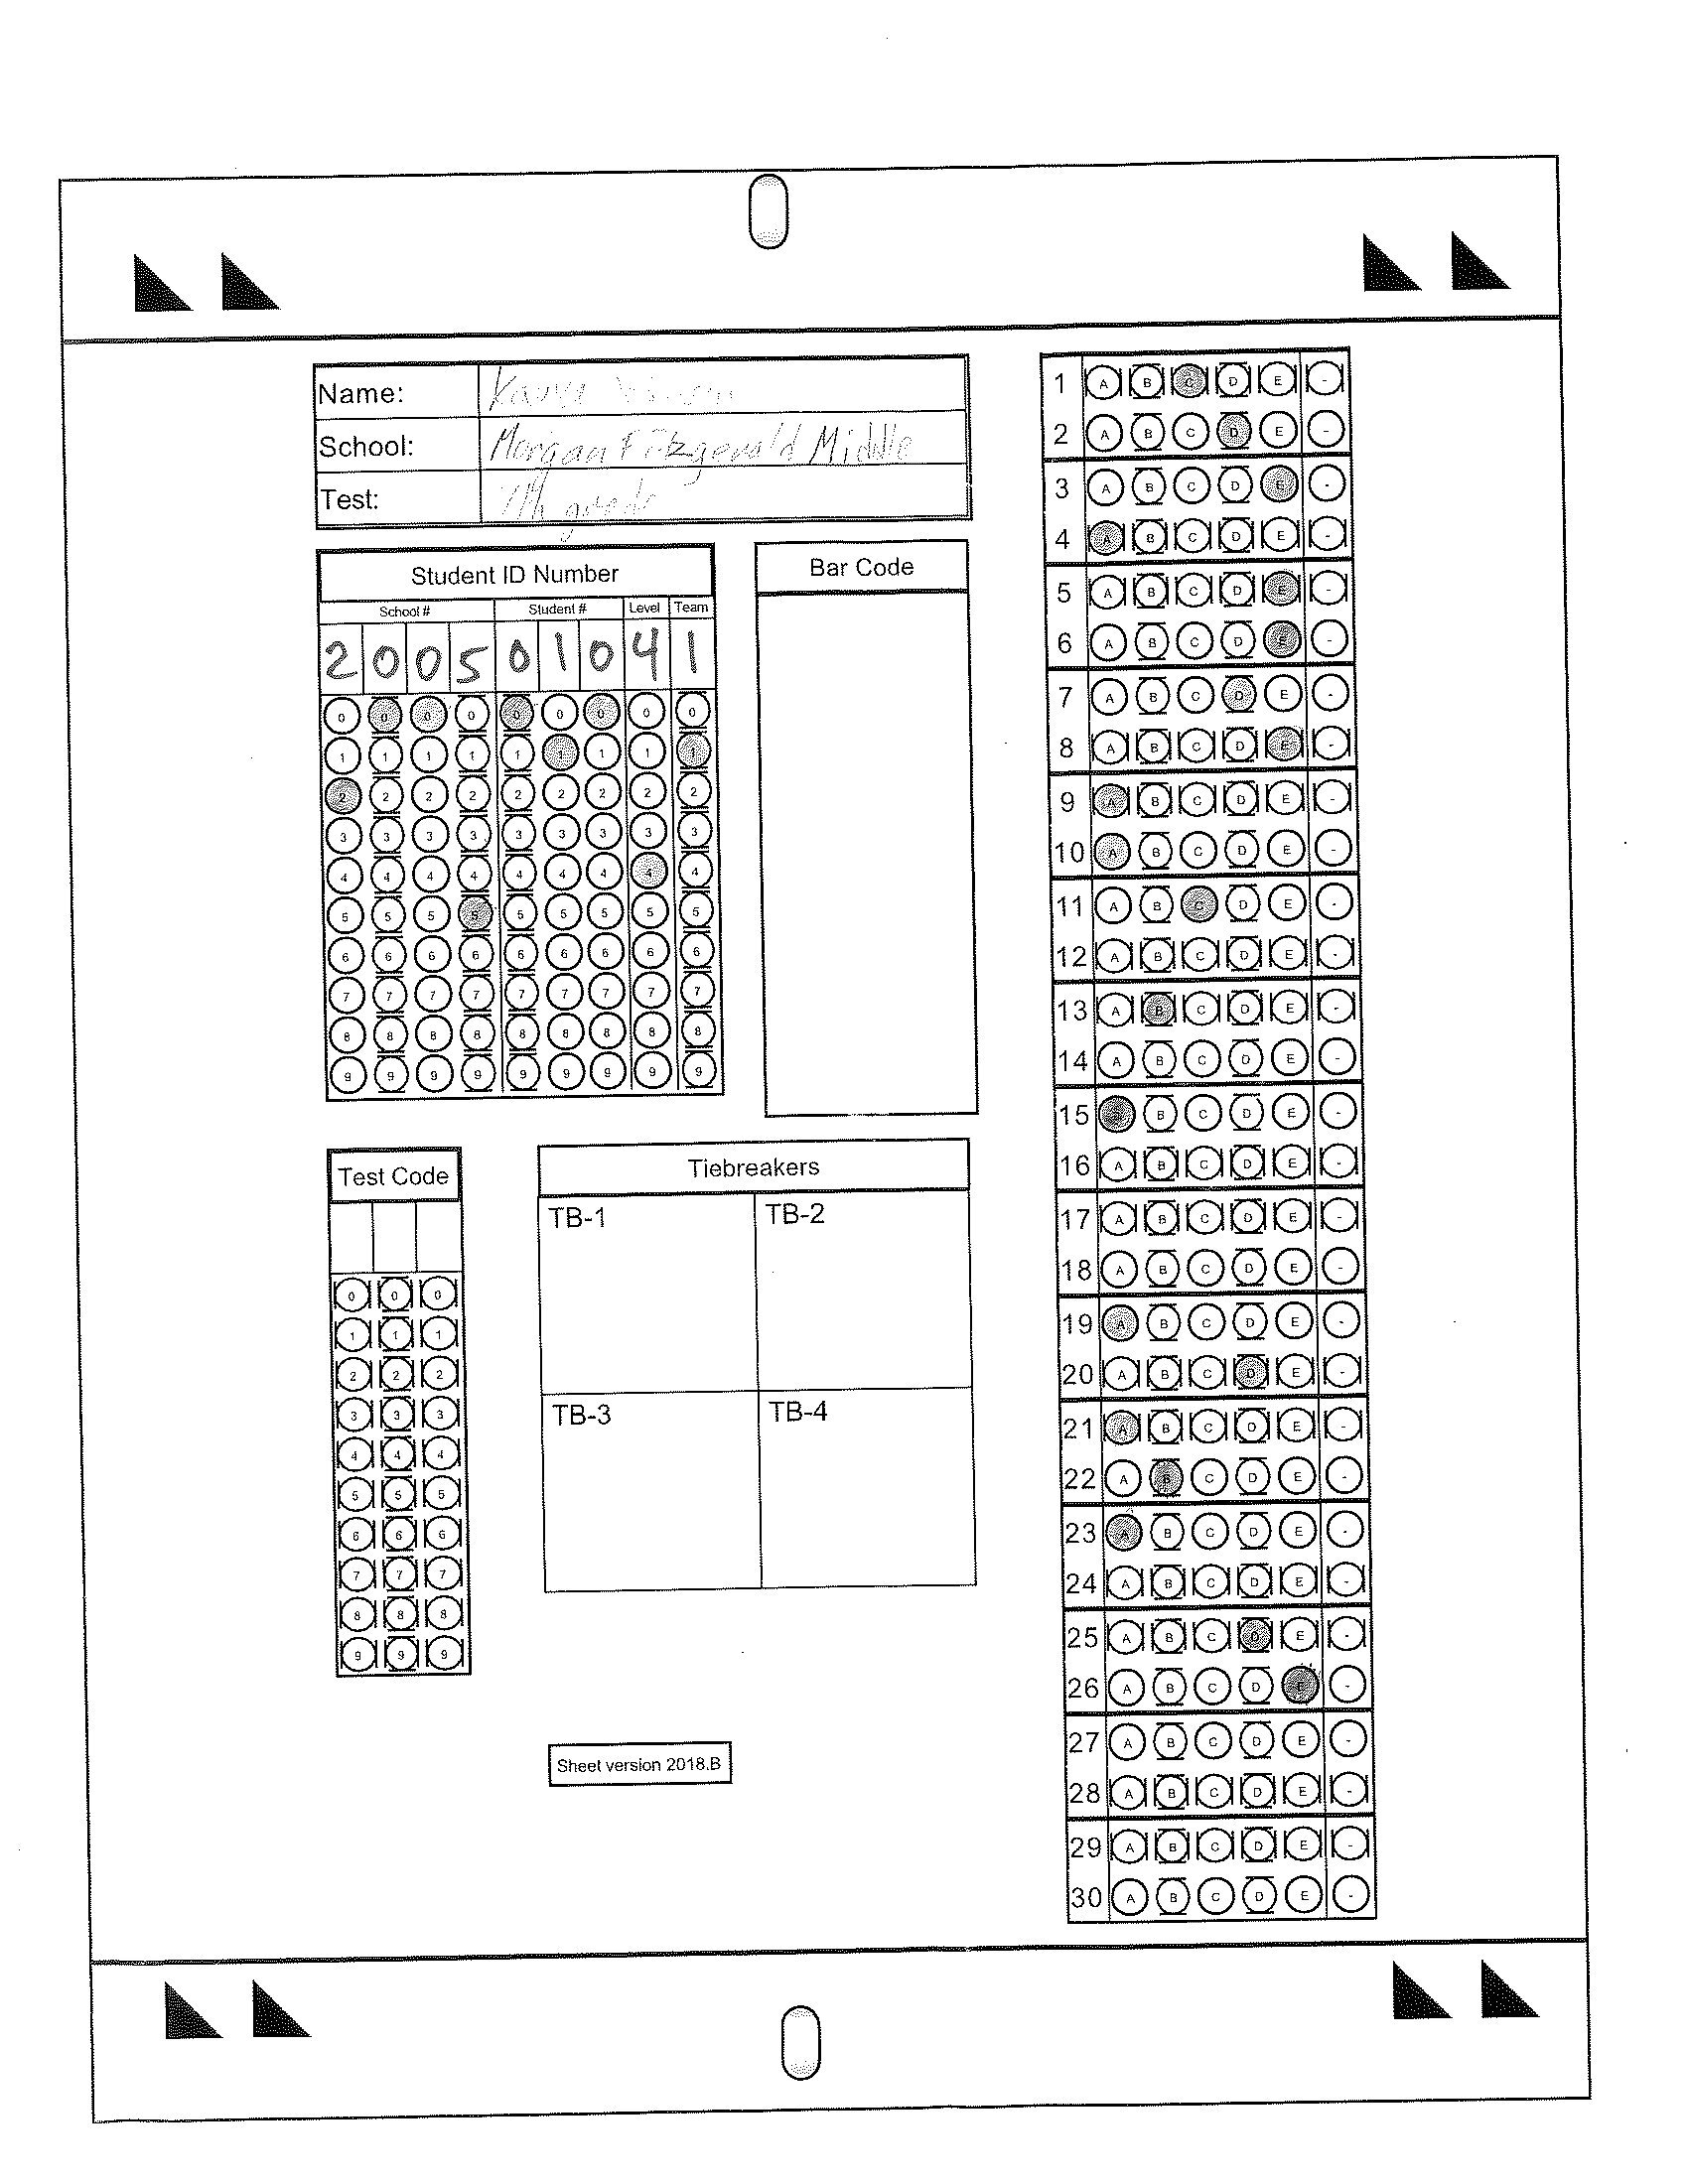 Name:
School: Morgan Fitzgerald Middle
Test: 7th grade
Student ID Number
School # Student # Level Team
2 0 0 5 0 1 0 4 1
0 0 0 0 0 0 0 0 0
1 1 1 1 1 1 1 1 1
2 2 2 2 2 2 2 2 2
3 3 3 3 3 3 3 3 3
4 4 4 4 4 4 4 4 4
5 5 5 5 5 5 5 5 5
6 6 6 6 6 6 6 6 6
7 7 7 7 7 7 7 7 7
8 8 8 8 8 8 8 8 8
9 9 9 9 9 9 9 9 9
Bar Code
Test Code
0 0 0
1 1 1
2 2 2
3 3 3
4 4 4
5 5 5
6 6 6
7 7 7
8 8 8
9 9 9
Tiebreakers
TB-1 TB-2
TB-3 TB-4
Sheet version 2018.B
1 A B C D E -
2 A B C D E -
3 A B C D E -
4 A B C D E -
5 A B C D E -
6 A B C D E -
7 A B C D E -
8 A B C D E -
9 A B C D E -
10 A B C D E -
11 A B C D E -
12 A B C D E -
13 A B C D E -
14 A B C D E -
15 A B C D E -
16 A B C D E -
17 A B C D E -
18 A B C D E -
19 A B C D E -
20 A B C D E -
21 A B C D E -
22 A B C D E -
23 A B C D E -
24 A B C D E -
25 A B C D E -
26 A B C D E -
27 A B C D E -
28 A B C D E -
29 A B C D E -
30 A B C D E -